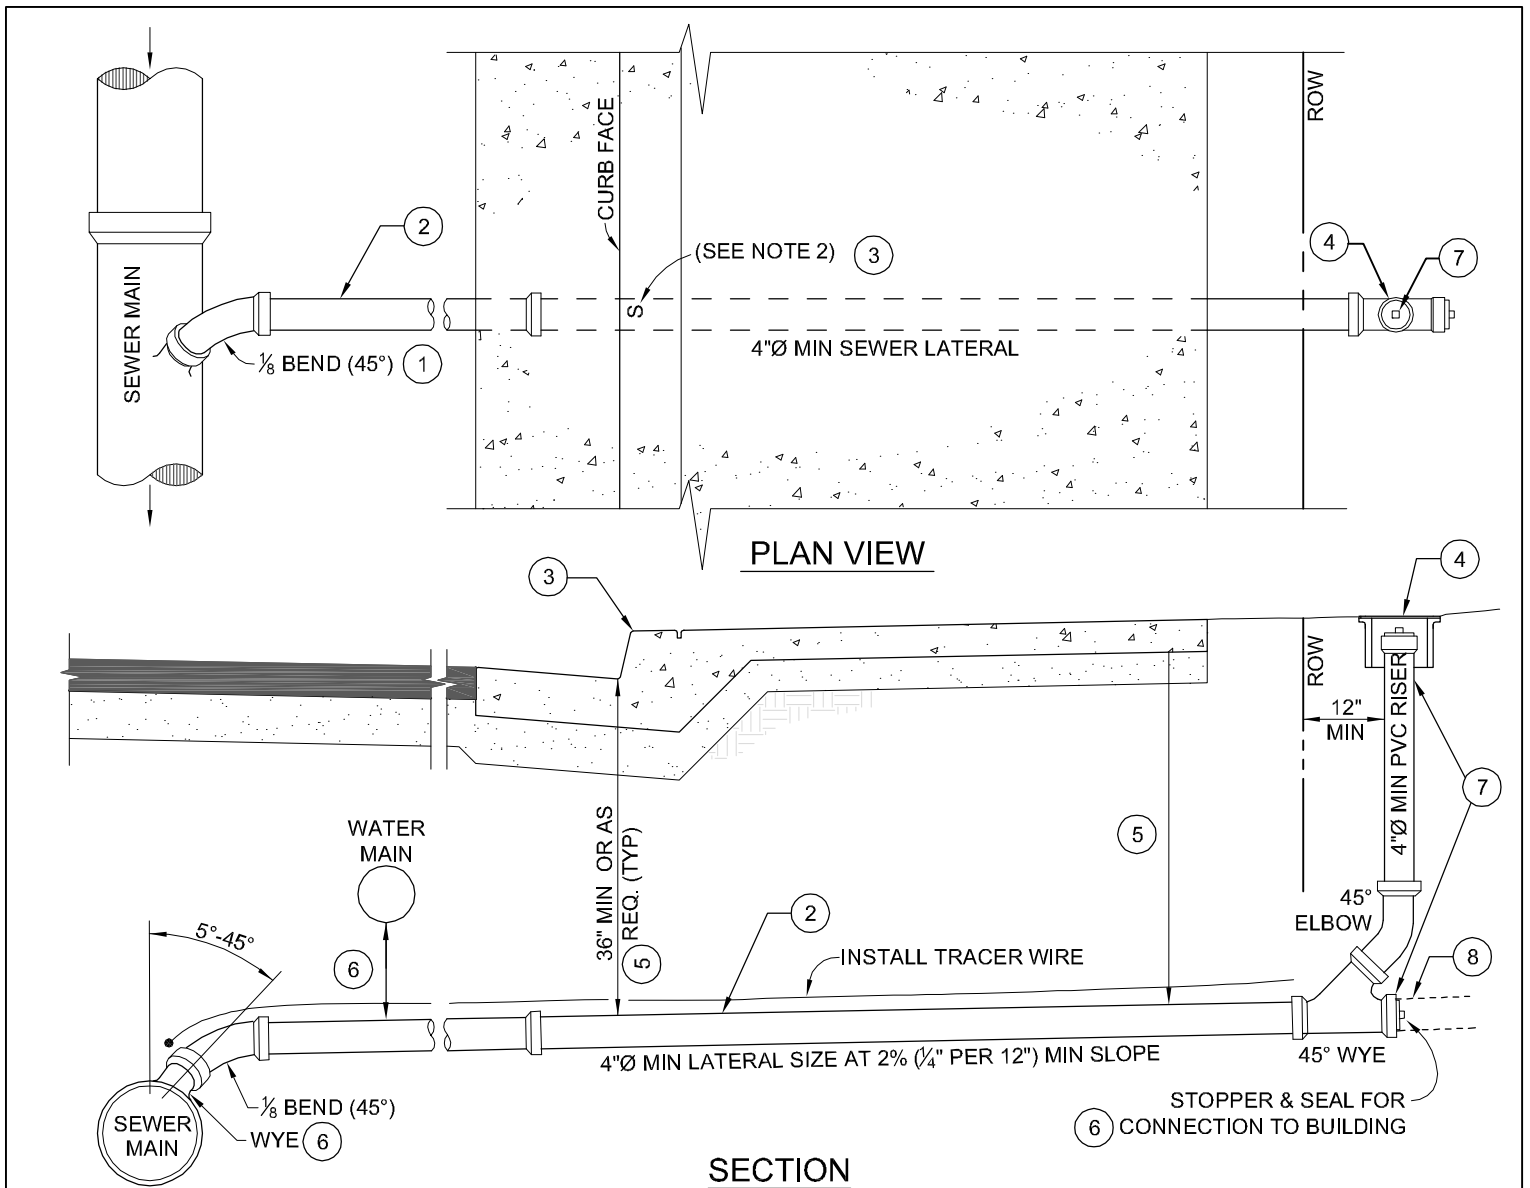 ROW
CURB FACE
2
4
7
(SEE NOTE 2)
3
SEWER MAIN
S
4"Ø MIN SEWER LATERAL
⅛ BEND (45°)
1
PLAN VIEW
3
4
ROW
12"
MIN
4"Ø MIN PVC RISER
7
36" MIN OR AS
REQ. (TYP)
5
5
WATER
MAIN
45°
ELBOW
2
5°-45°
6
INSTALL TRACER WIRE
8
4"Ø MIN LATERAL SIZE AT 2% (¼" PER 12") MIN SLOPE
45° WYE
⅛ BEND (45°)
STOPPER & SEAL FOR
6 CONNECTION TO BUILDING
SEWER
MAIN
WYE 6
SECTION